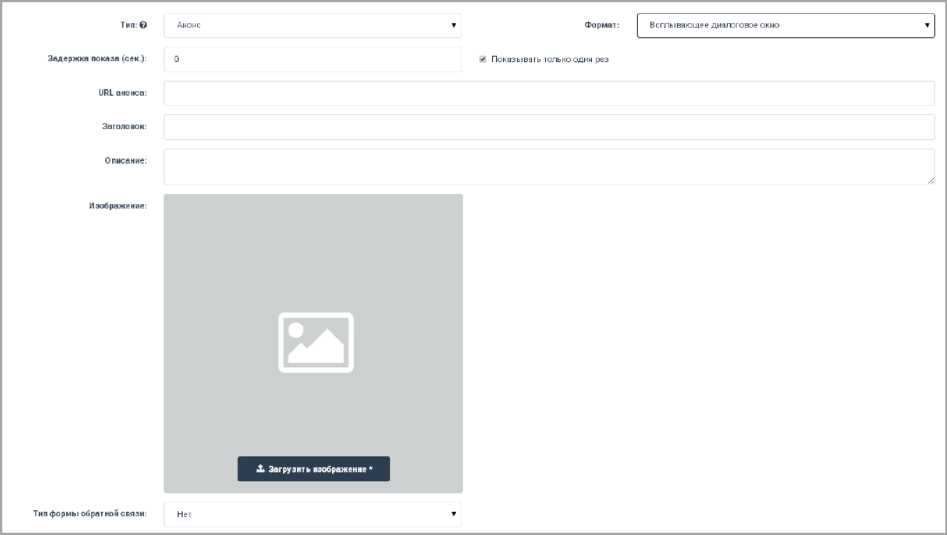 Тип: Анонс Формат: Всплывающее диалоговое окно
Задержка показа (сек.): 0 Показывать только один рез
URL анонса:
Заголовок:
Описание:
Изображение:
Загрузить изображение *
Тип формы обратной связи: Нет